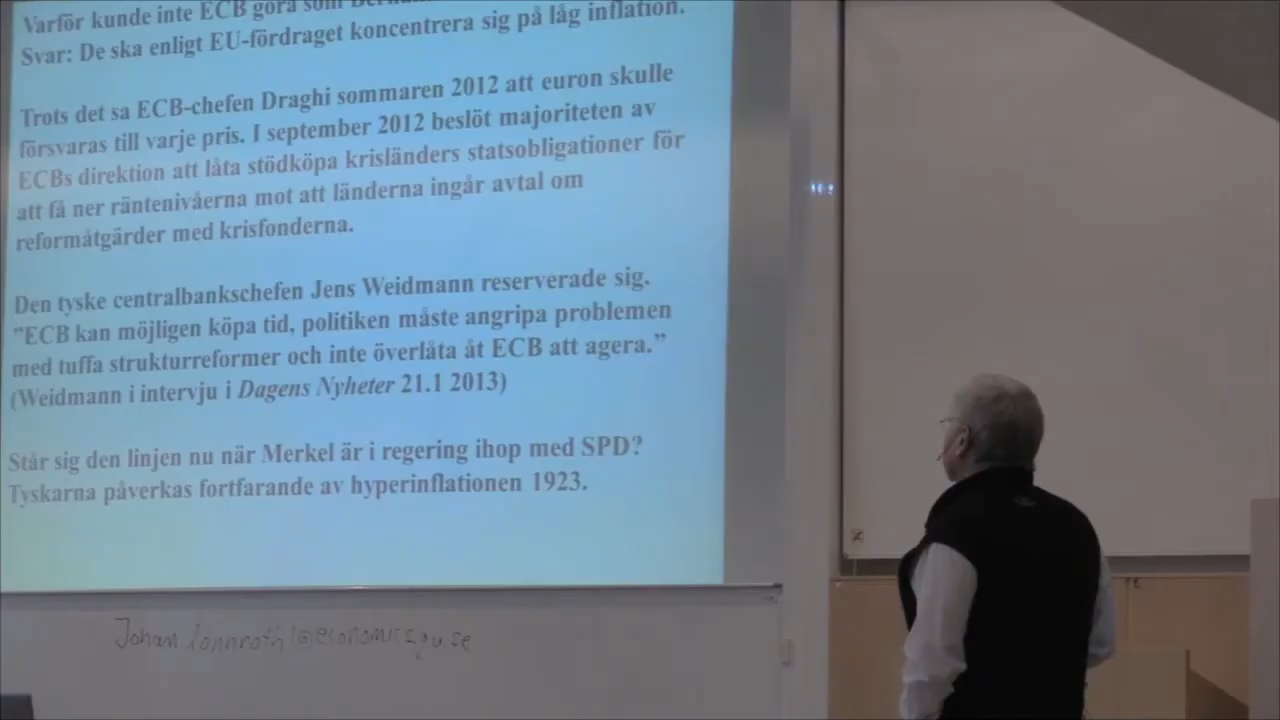 Varför kunde inte ECB göra som
Svar: De ska enligt EU-fördraget koncentrera sig på låg inflation.
Trots det sa ECB-chefen Draghi sommaren 2012 att euron skulle
försvaras till varje pris. I september 2012 beslöt majoriteten av
ECBs direktion att låta stödköpa krisländers statsobligationer för
att få ner räntenivåerna mot att länderna ingår avtal om
reformåtgärder med krisfonderna.
Den tyske centralbankschefen Jens Weidmann reserverade sig.
”ECB kan möjligen köpa tid, politiken måste angripa problemen
med tuffa strukturreformer och inte överlåta åt ECB att agera.”
(Weidmann i intervju i Dagens Nyheter 21.1 2013)
Står sig den linjen nu när Merkel är i regering ihop med SPD?
Tyskarna påverkas fortfarande av hyperinflationen 1923.
Johan lönnroth@economics.gu.se